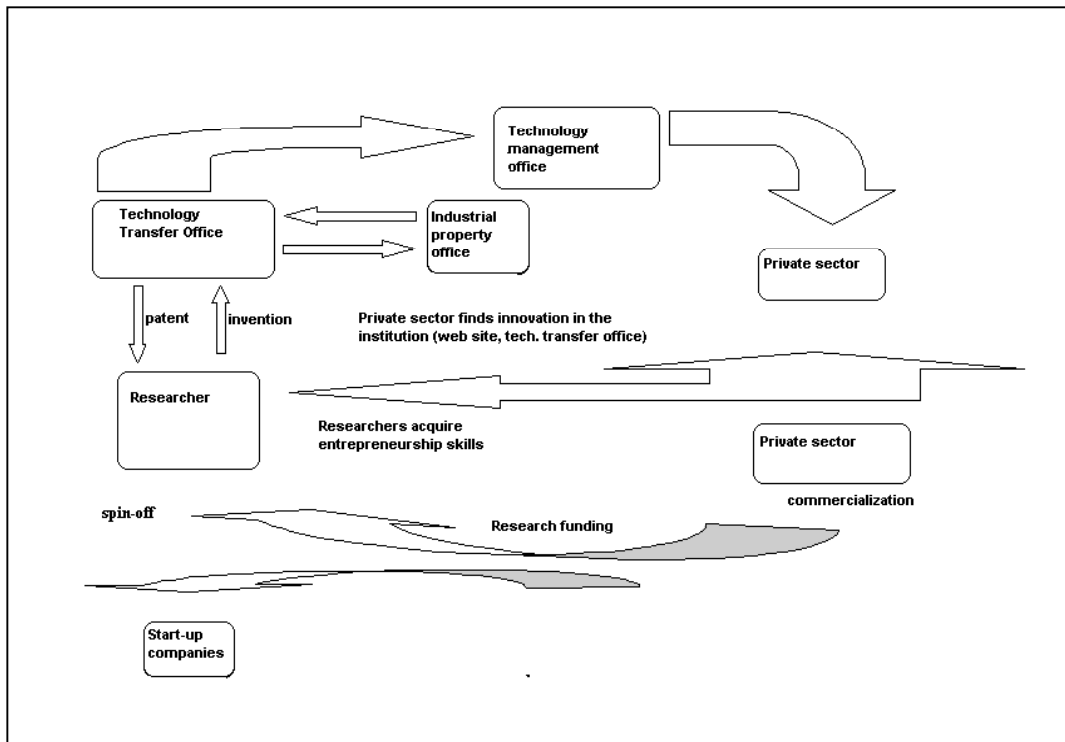 Technology
management
office
Technology
Transfer Office
Industrial
property
office
Private sector
patent
invention
Private sector finds innovation in the
institution (web site, tech. transfer office)
Researcher
Researchers acquire
entrepreneurship skills
Private sector
commercialization
spin-off
Research funding
Start-up
companies